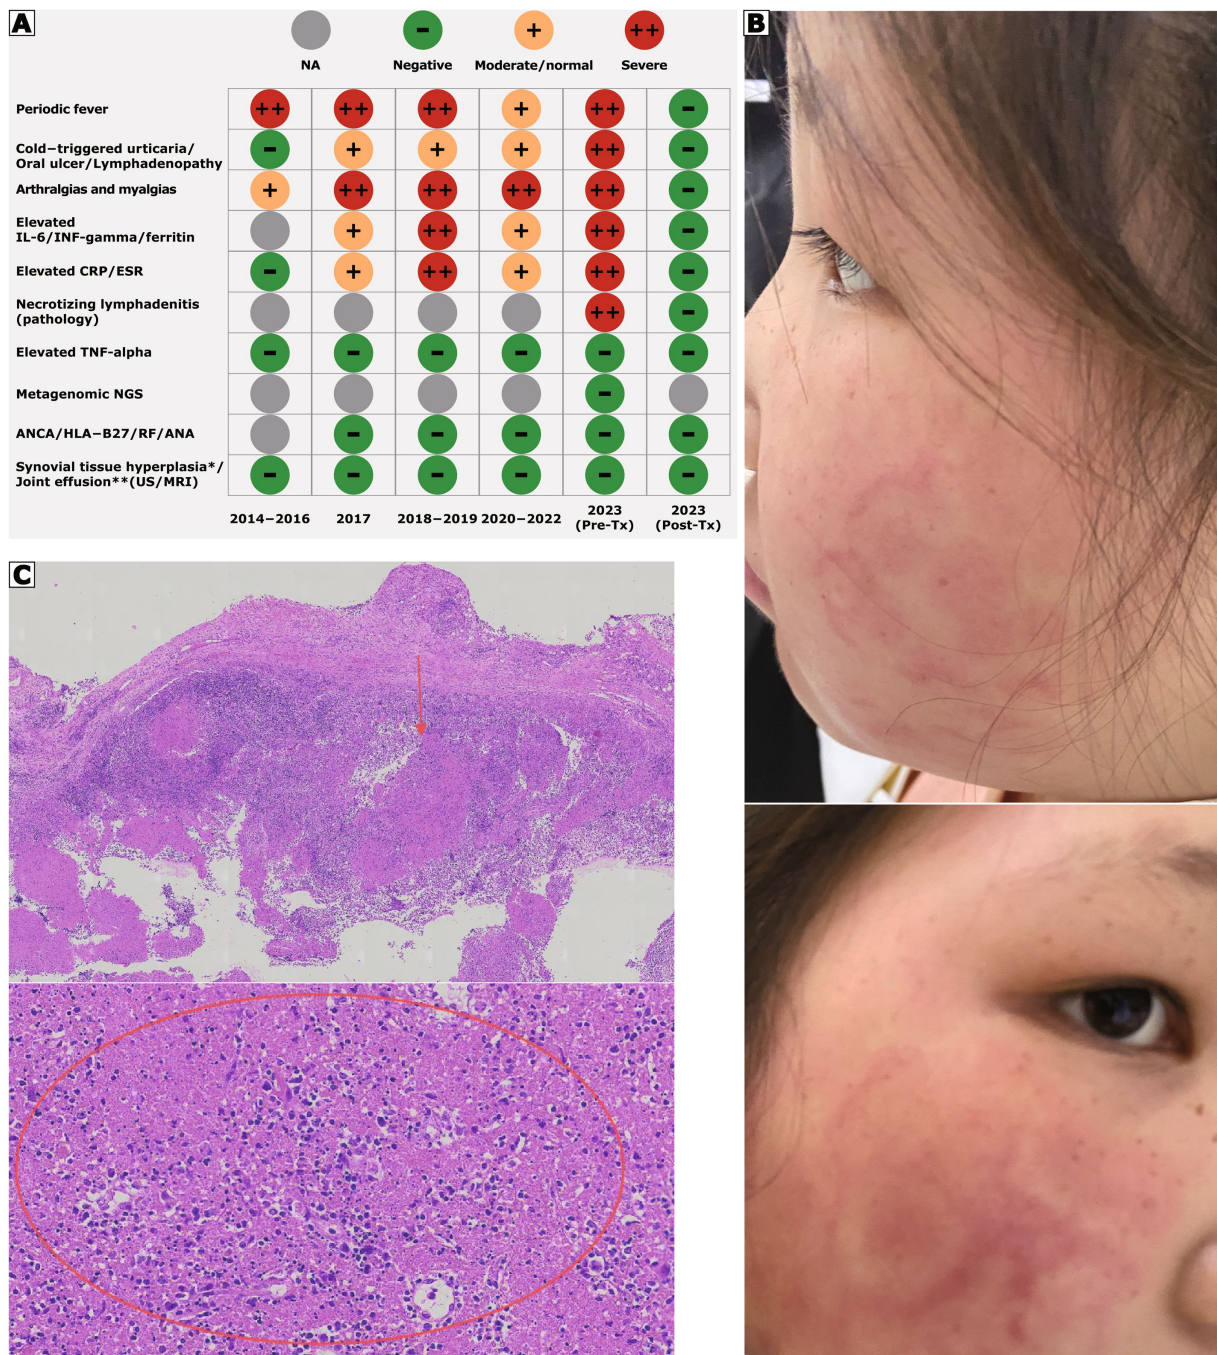 A
NA
Negative
Moderate/normal
Severe
Periodic fever
++ ++ ++ + ++ -
Cold−triggered urticaria/
Oral ulcer/Lymphadenopathy
- + + + ++ -
Arthralgias and myalgias
+ ++ ++ ++ ++ -
Elevated
IL-6/INF-gamma/ferritin
+ ++ + ++ -
Elevated CRP/ESR
- + ++ + ++ -
Necrotizing lymphadenitis
(pathology)
++ -
Elevated TNF-alpha
- - - - - -
Metagenomic NGS
-
ANCA/HLA−B27/RF/ANA
- - - - -
Synovial tissue hyperplasia*/
Joint effusion**(US/MRI)
- - - - - -
2014−2016
2017
2018−2019
2020−2022
2023
(Pre-Tx)
2023
(Post-Tx)
B
C